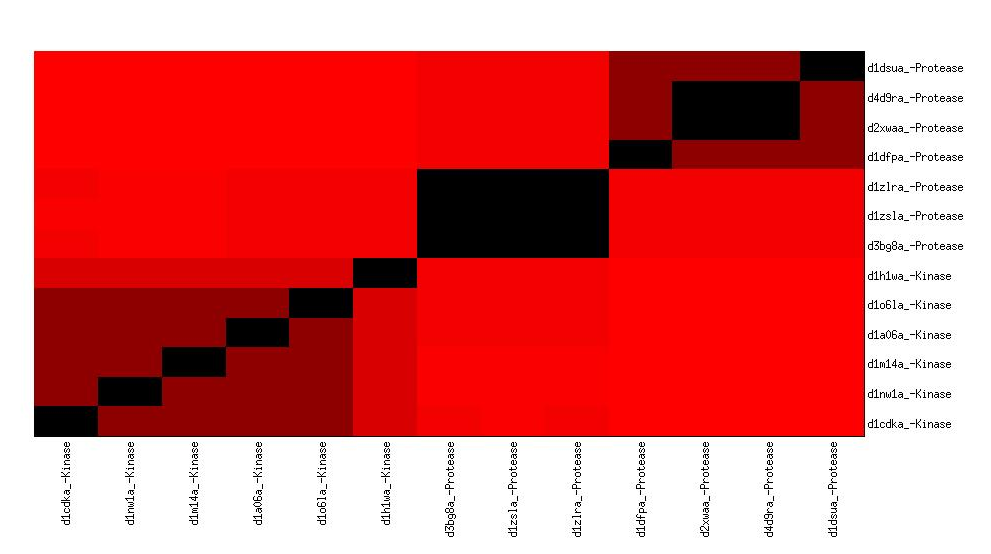 d1dsua_-Protease
d4d9ra_-Protease
d2xwaa_-Protease
d1dfpa_-Protease
d1zlra_-Protease
d1zsla_-Protease
d3bg8a_-Protease
d1h1wa_-Kinase
d1o6la_-Kinase
d1a06a_-Kinase
d1m14a_-Kinase
d1nw1a_-Kinase
d1cdka_-Kinase
d1cdka_-Kinase
d1nw1a_-Kinase
d1m14a_-Kinase
d1a06a_-Kinase
d1o6la_-Kinase
d1h1wa_-Kinase
d3bg8a_-Protease
d1zsla_-Protease
d1zlra_-Protease
d1dfpa_-Protease
d2xwaa_-Protease
d4d9ra_-Protease
d1dsua_-Protease